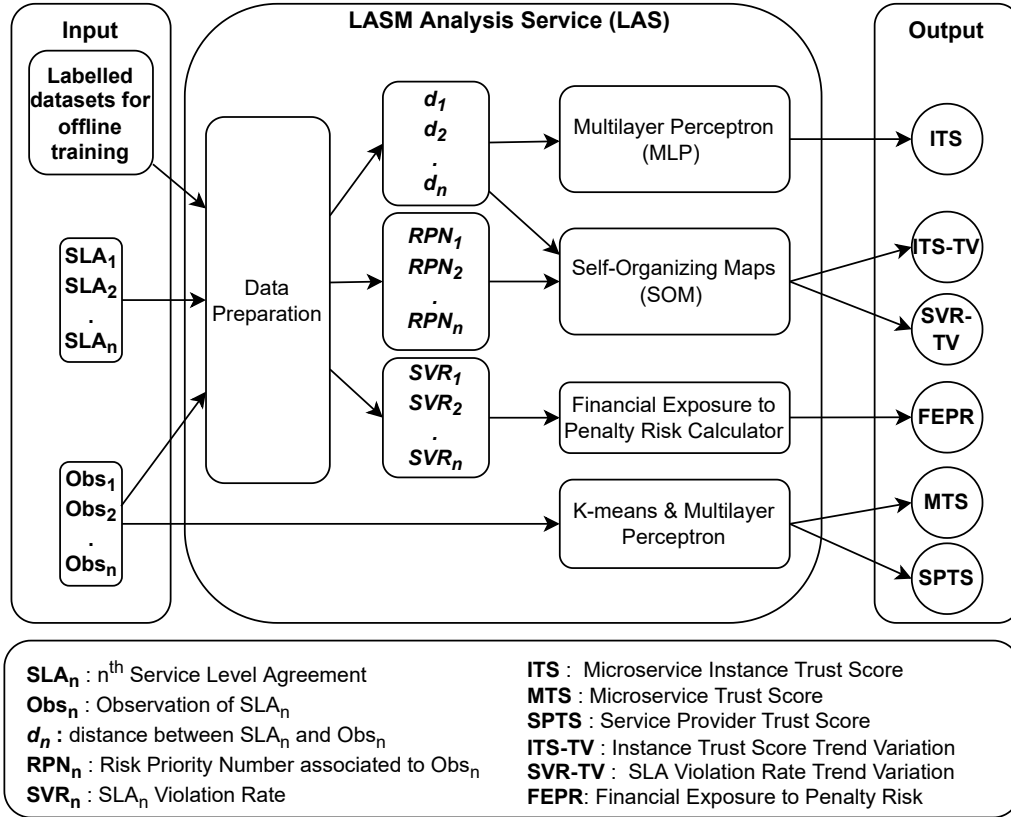 Input
Labelled
datasets for
offline
training
SLA1
SLA2
.
SLAn
Obs1
Obs2
.
Obsn
LASM Analysis Service (LAS)
Data
Preparation
d1
d2
.
dn
RPN1
RPN2
.
RPNn
SVR1
SVR2
.
SVRn
Multilayer Perceptron
(MLP)
Self-Organizing Maps
(SOM)
Financial Exposure to
Penalty Risk Calculator
K-means & Multilayer
Perceptron
Output
ITS
ITS-TV
SVR-
TV
FEPR
MTS
SPTS
SLAn : nth Service Level Agreement
Obsn : Observation of SLAn
dn : distance between SLAn and Obsn
RPNn : Risk Priority Number associated to Obsn
SVRn : SLAn Violation Rate
ITS : Microservice Instance Trust Score
MTS : Microservice Trust Score
SPTS : Service Provider Trust Score
ITS-TV : Instance Trust Score Trend Variation
SVR-TV : SLA Violation Rate Trend Variation
FEPR: Financial Exposure to Penalty Risk